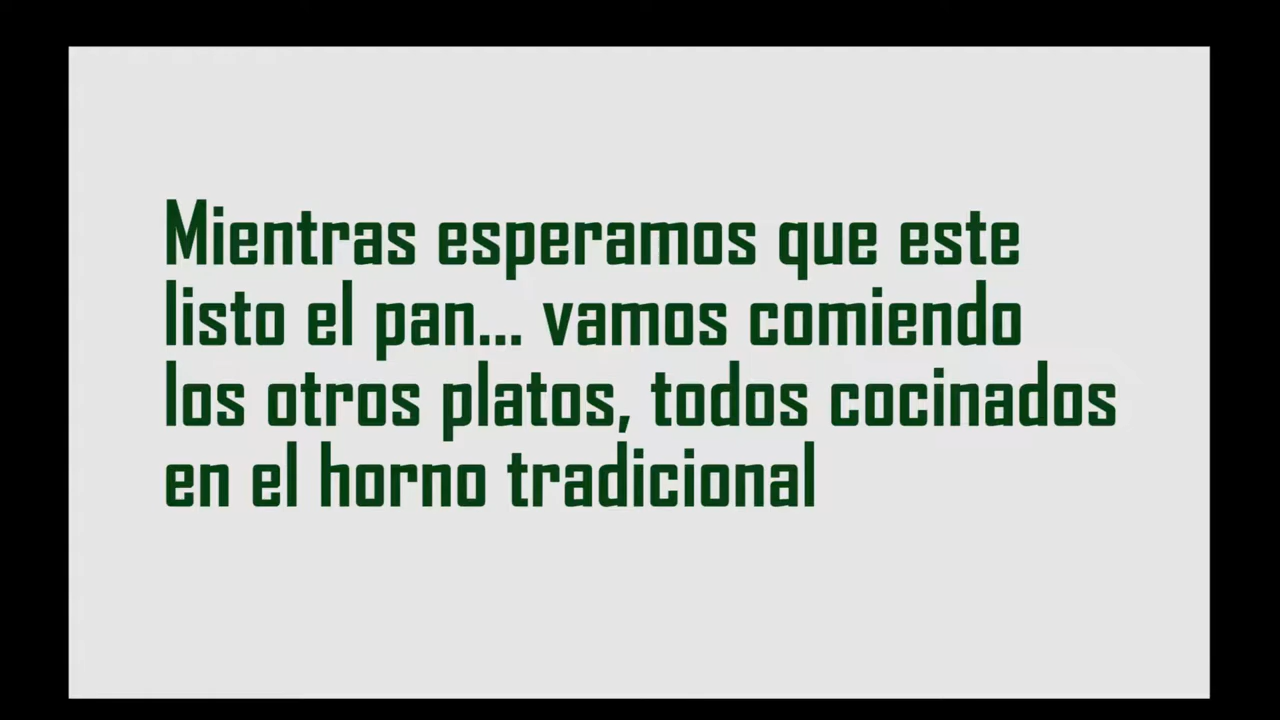 Mientras esperamos que este
listo el pan... vamos comiendo
los otros platos, todos cocinados
en el horno tradicional